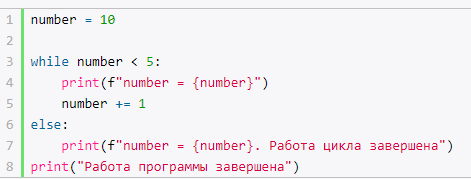 1 number = 10
2
3 while number < 5:
4     print(f"number = {number}")
5     number += 1
6 else:
7     print(f"number = {number}. Работа цикла завершена")
8 print("Работа программы завершена")